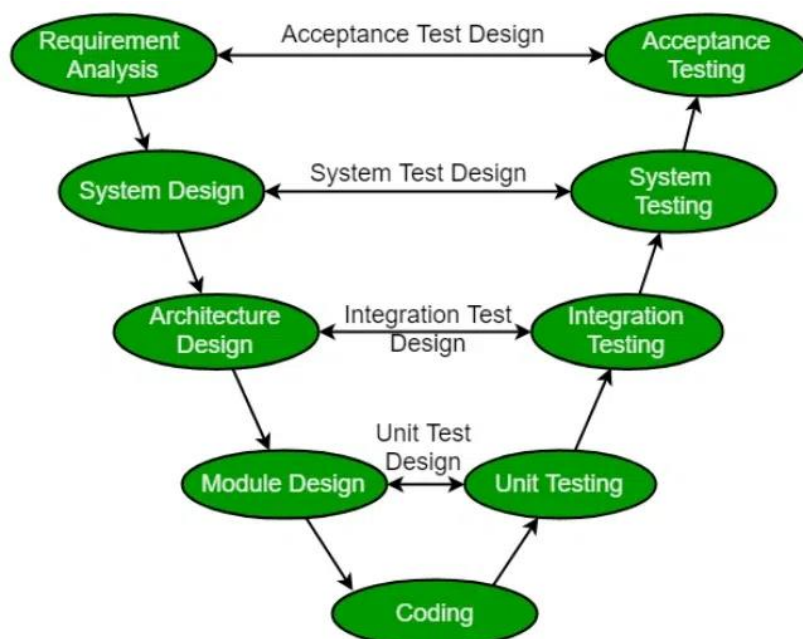 Requirement
Analysis
Acceptance Test Design
Acceptance
Testing
System Design
System Test Design
System
Testing
Architecture
Design
Integration Test
Design
Integration
Testing
Module Design
Unit Test
Design
Unit Testing
Coding